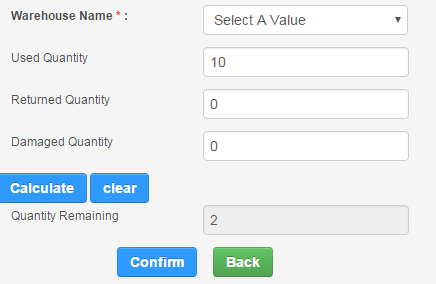 Warehouse Name * : Select A Value
Used Quantity 10
Returned Quantity 0
Damaged Quantity 0
Calculate clear
Quantity Remaining 2
Confirm Back